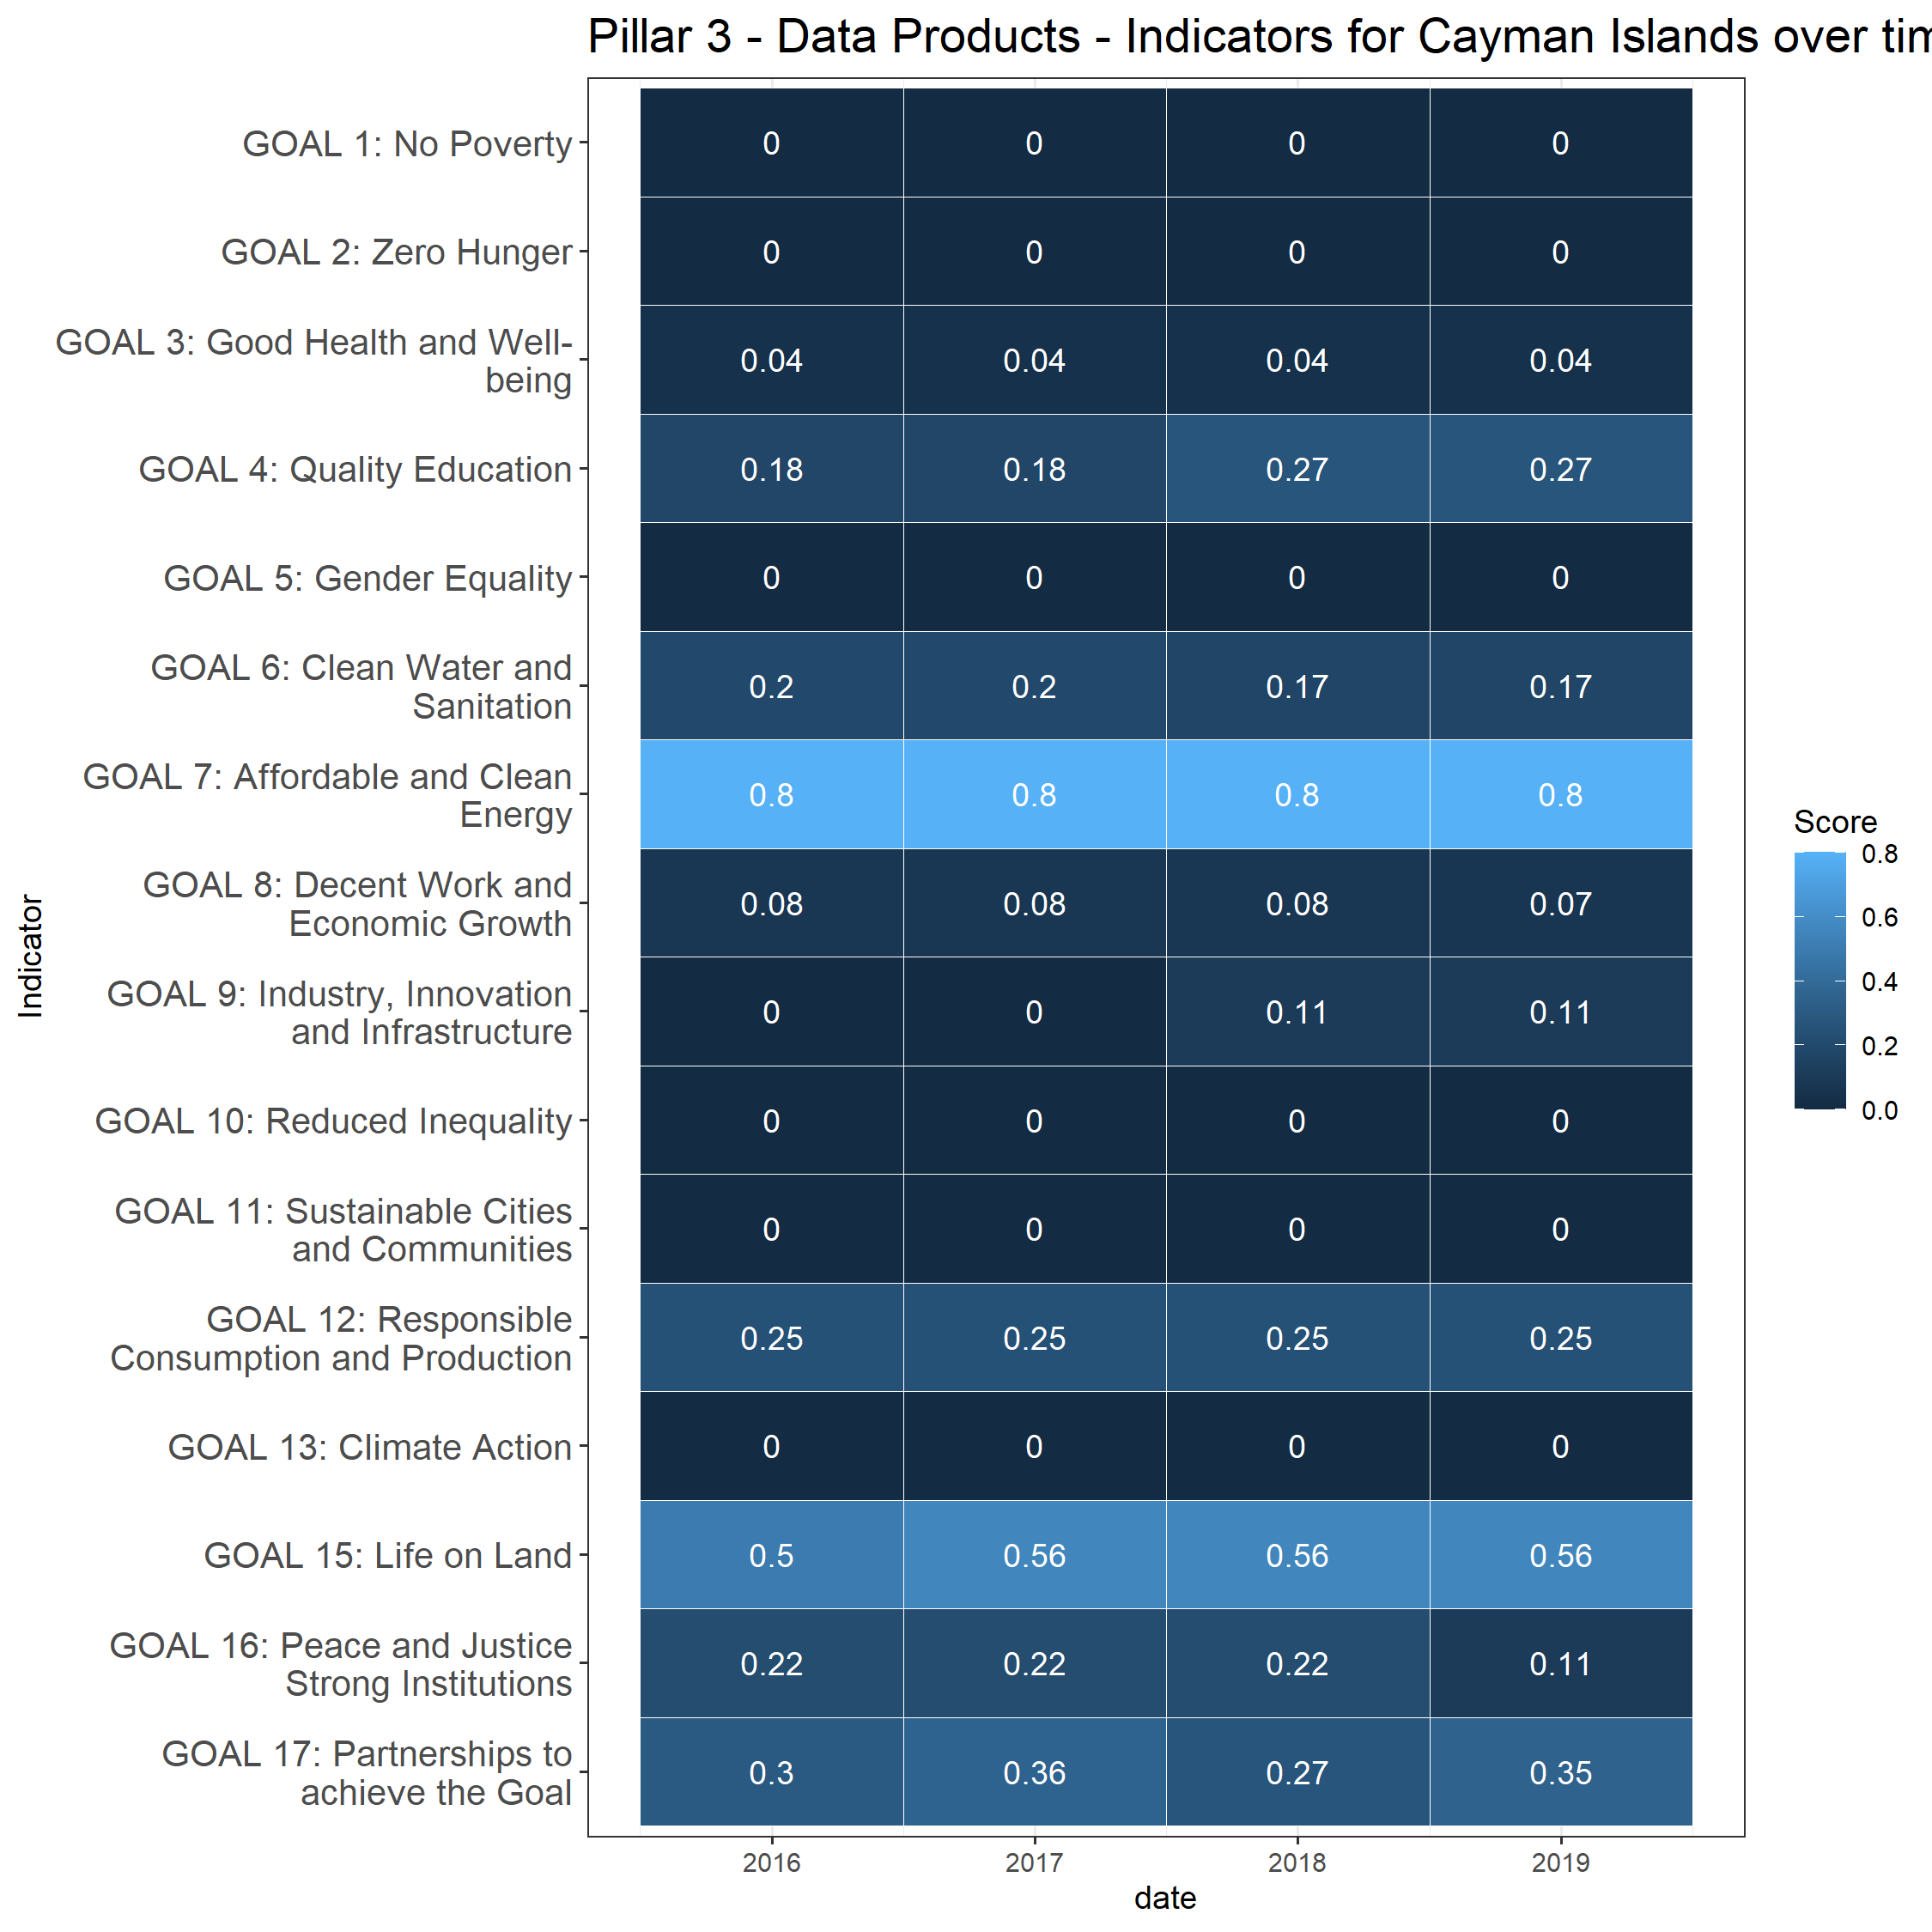 Pillar 3 - Data Products - Indicators for Cayman Islands over tim
GOAL 1: No Poverty
0 0 0 0
GOAL 2: Zero Hunger
0 0 0 0
GOAL 3: Good Health and Well-
being
0.04 0.04 0.04 0.04
GOAL 4: Quality Education
0.18 0.18 0.27 0.27
GOAL 5: Gender Equality
0 0 0 0
GOAL 6: Clean Water and
Sanitation
0.2 0.2 0.17 0.17
GOAL 7: Affordable and Clean
Energy
0.8 0.8 0.8 0.8
GOAL 8: Decent Work and
Economic Growth
0.08 0.08 0.08 0.07
GOAL 9: Industry, Innovation
and Infrastructure
0 0 0.11 0.11
GOAL 10: Reduced Inequality
0 0 0 0
GOAL 11: Sustainable Cities
and Communities
0 0 0 0
GOAL 12: Responsible
Consumption and Production
0.25 0.25 0.25 0.25
GOAL 13: Climate Action
0 0 0 0
GOAL 15: Life on Land
0.5 0.56 0.56 0.56
GOAL 16: Peace and Justice
Strong Institutions
0.22 0.22 0.22 0.11
GOAL 17: Partnerships to
achieve the Goal
0.3 0.36 0.27 0.35
2016 2017 2018 2019
date
Indicator
Score
0.8
0.6
0.4
0.2
0.0